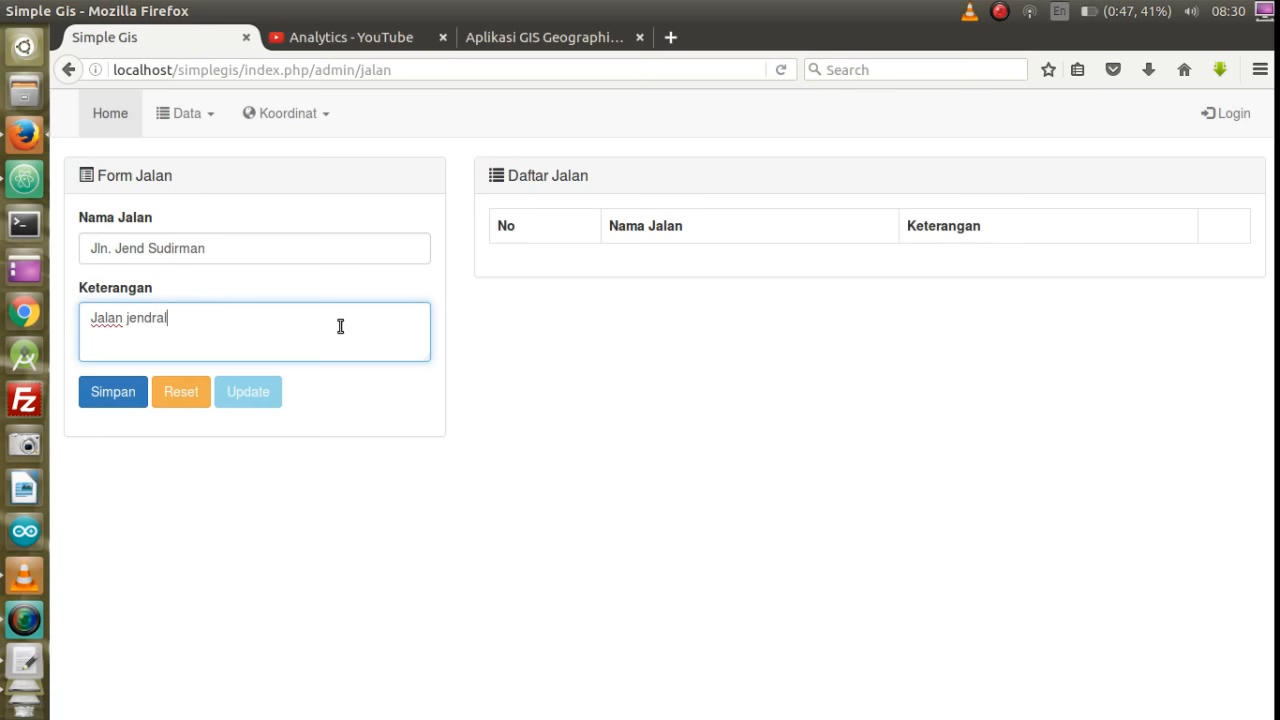 Simple Gis - Mozilla Firefox
En
(0:47, 41%)
08:30
Simple Gis
Analytics - YouTube
Aplikasi GIS Geographi...
localhost/simplegis/index.php/admin/jalan
Search
Home
Data
Koordinat
Login
Form Jalan
Nama Jalan
Jln. Jend Sudirman
Keterangan
Jalan jendral
Simpan
Reset
Update
Daftar Jalan
No
Nama Jalan
Keterangan